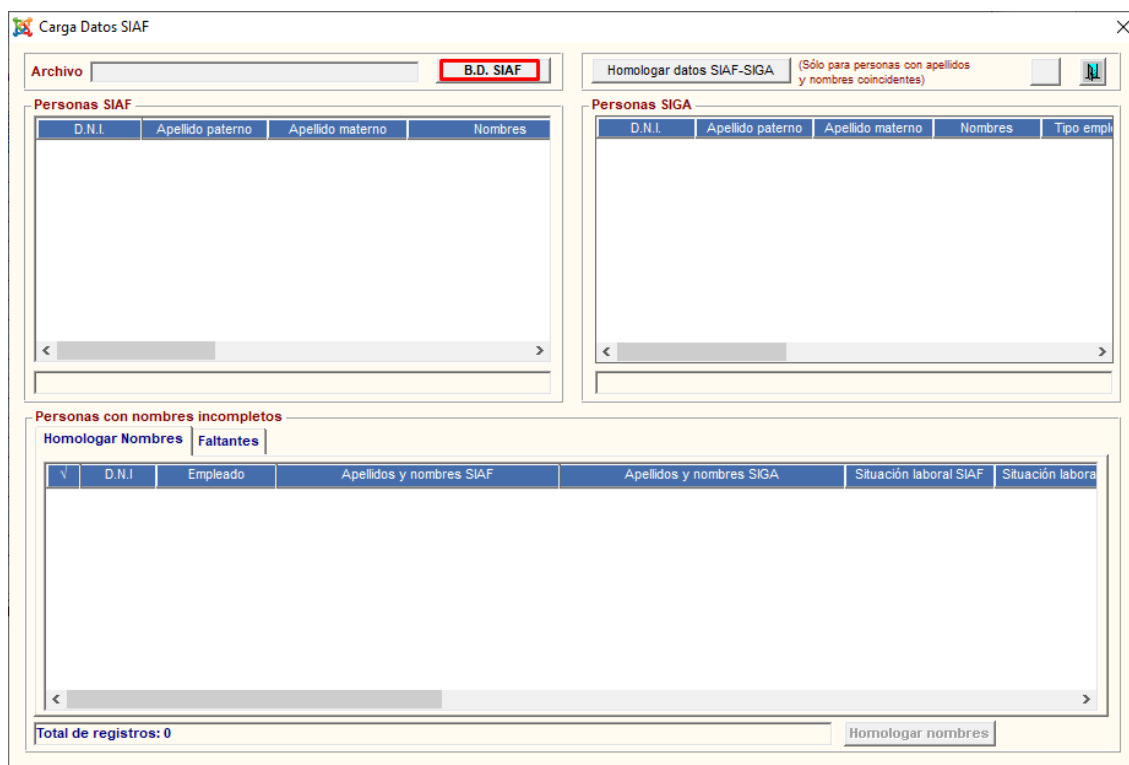 Carga Datos SIAF
Archivo
B.D. SIAF
Homologar datos SIAF-SIGA
(Sólo para personas con apellidos
y nombres coincidentes)
Personas SIAF
D.N.I. Apellido paterno Apellido materno Nombres
Personas SIGA
D.N.I. Apellido paterno Apellido materno Nombres Tipo emple
Personas con nombres incompletos
Homologar Nombres Faltantes
√ D.N.I Empleado Apellidos y nombres SIAF Apellidos y nombres SIGA Situación laboral SIAF Situación labora
Total de registros: 0
Homologar nombres